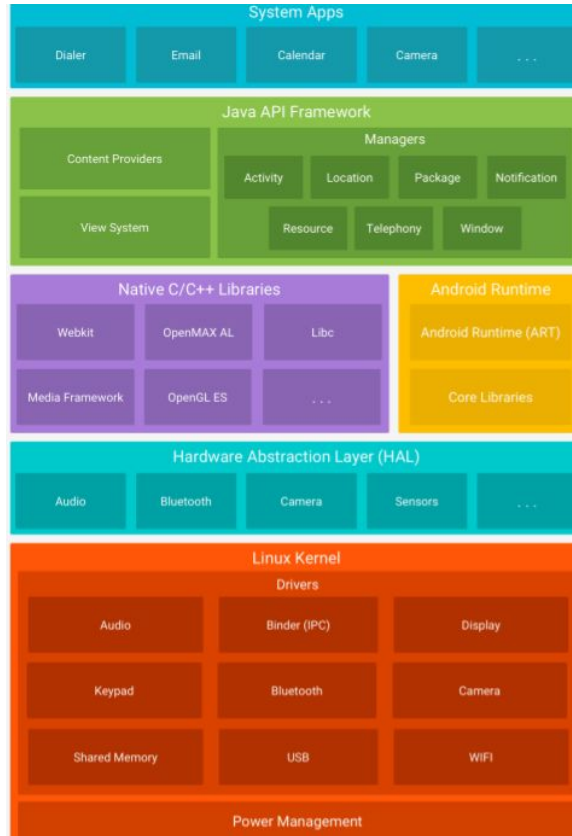 System Apps
Dialer
Email
Calendar
Camera
. . .
Java API Framework
Content Providers
View System
Managers
Activity
Location
Package
Notification
Resource
Telephony
Window
Native C/C++ Libraries
Webkit
OpenMAX AL
Libc
Media Framework
OpenGL ES
. . .
Android Runtime
Android Runtime (ART)
Core Libraries
Hardware Abstraction Layer (HAL)
Audio
Bluetooth
Camera
Sensors
. . .
Linux Kernel
Drivers
Audio
Binder (IPC)
Display
Keypad
Bluetooth
Camera
Shared Memory
USB
WIFI
Power Management